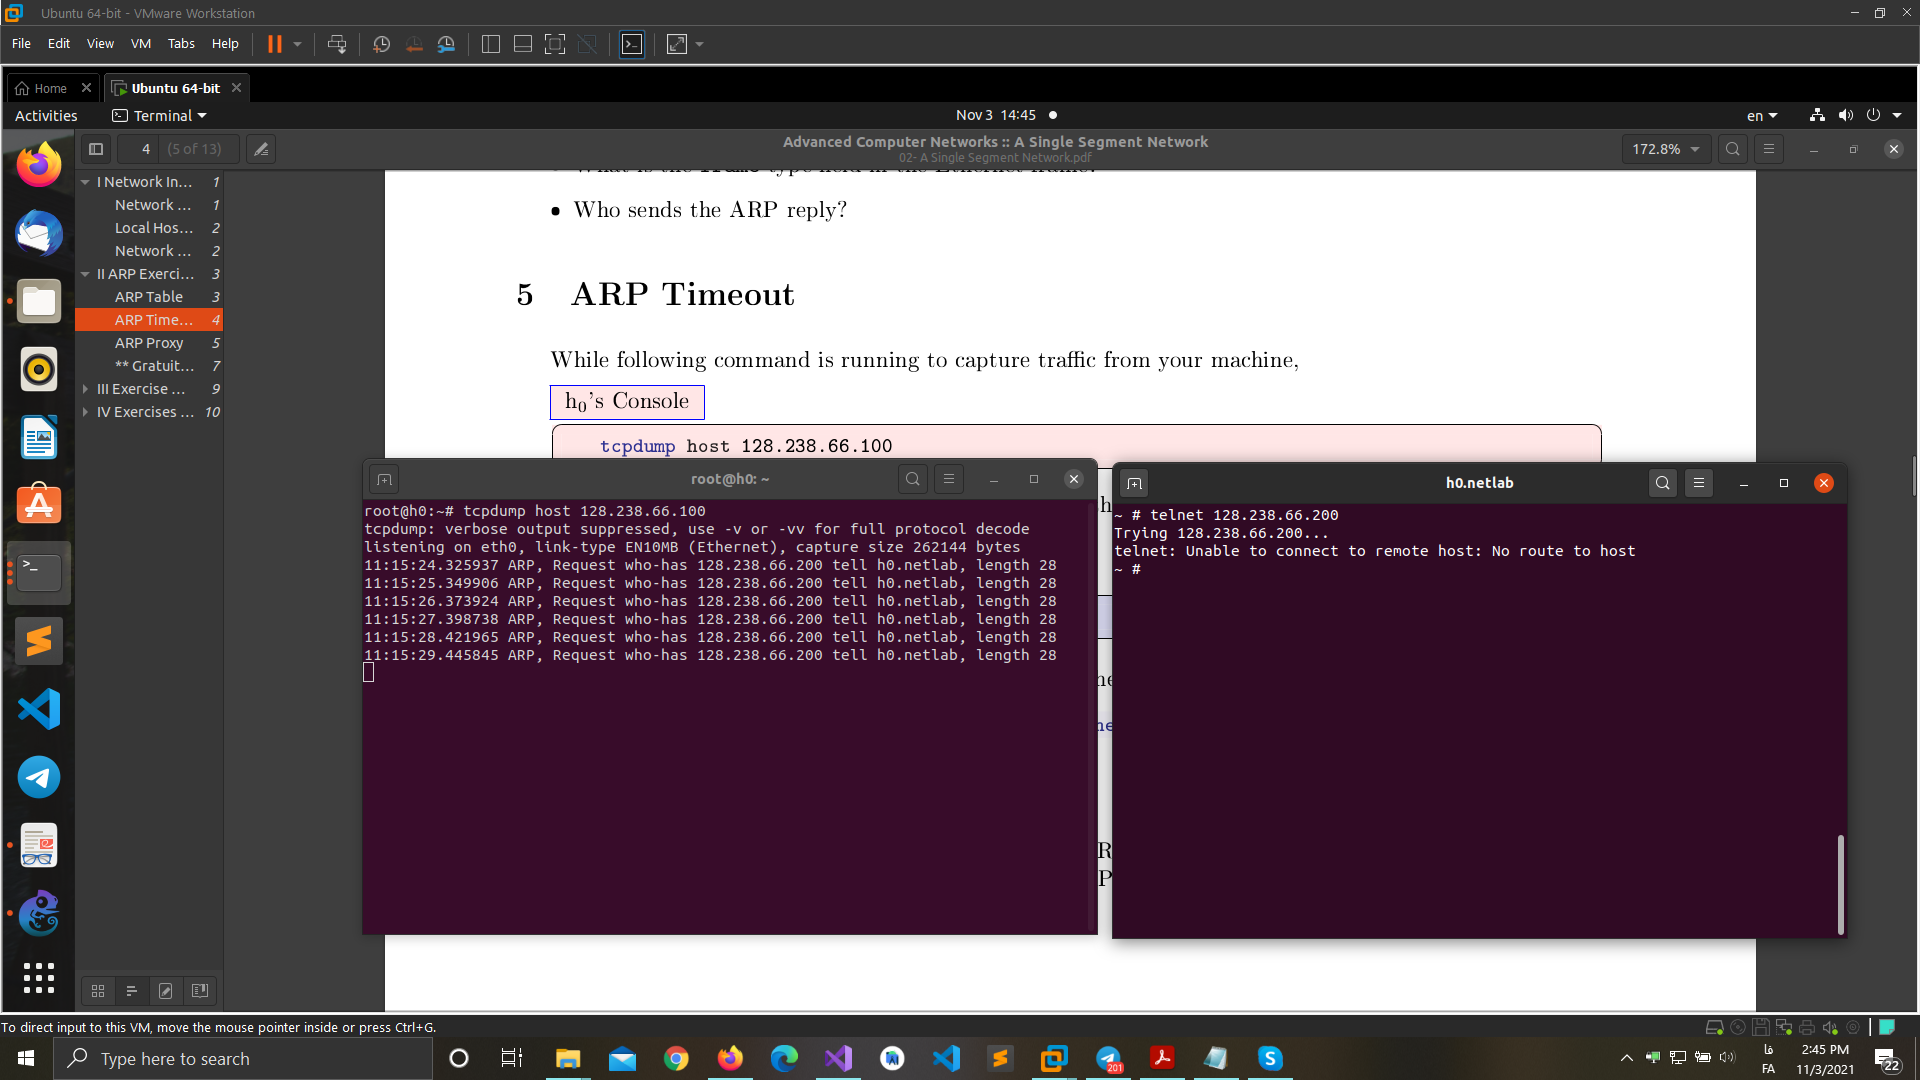 Ubuntu 64-bit - VMware Workstation
File Edit View VM Tabs Help
Home
Ubuntu 64-bit
Activities
Terminal
Nov 3 14:45
en
4 (5 of 13)
Advanced Computer Networks :: A Single Segment Network
02- A Single Segment Network.pdf
172.8%
I Network In... 1
Network ... 1
Local Hos... 2
Network ... 2
II ARP Exerci... 3
ARP Table 3
ARP Time... 4
ARP Proxy 5
** Gratuit... 7
III Exercise ... 9
IV Exercises ... 10
• Who sends the ARP reply?
5 ARP Timeout
While following command is running to capture traffic from your machine,
h0's Console
tcpdump host 128.238.66.100
root@h0: ~
root@h0:~# tcpdump host 128.238.66.100
tcpdump: verbose output suppressed, use -v or -vv for full protocol decode
listening on eth0, link-type EN10MB (Ethernet), capture size 262144 bytes
11:15:24.325937 ARP, Request who-has 128.238.66.200 tell h0.netlab, length 28
11:15:25.349906 ARP, Request who-has 128.238.66.200 tell h0.netlab, length 28
11:15:26.373924 ARP, Request who-has 128.238.66.200 tell h0.netlab, length 28
11:15:27.398738 ARP, Request who-has 128.238.66.200 tell h0.netlab, length 28
11:15:28.421965 ARP, Request who-has 128.238.66.200 tell h0.netlab, length 28
11:15:29.445845 ARP, Request who-has 128.238.66.200 tell h0.netlab, length 28
h0.netlab
~ # telnet 128.238.66.200
Trying 128.238.66.200...
telnet: Unable to connect to remote host: No route to host
~ #
To direct input to this VM, move the mouse pointer inside or press Ctrl+G.
Type here to search
201
فا
FA
2:45 PM
11/3/2021
22